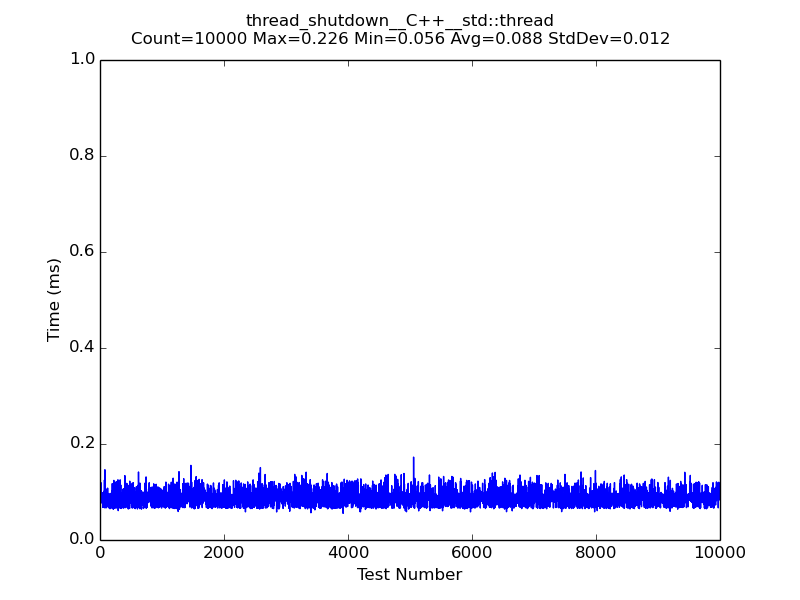 thread_shutdown__C++__std::thread
Count=10000 Max=0.226 Min=0.056 Avg=0.088 StdDev=0.012
1.0
0.8
0.6
0.4
0.2
0.0
Time (ms)
0 2000 4000 6000 8000 10000
Test Number